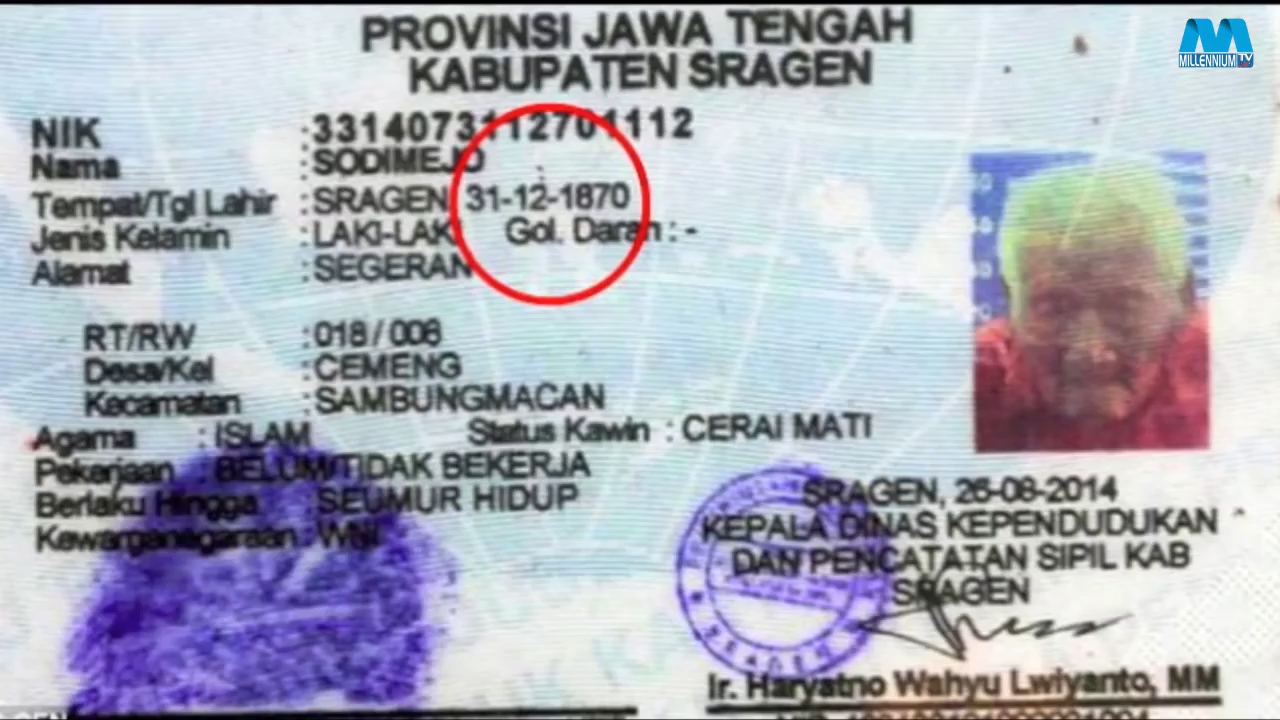 PROVINSI JAWA TENGAH
KABUPATEN SRAGEN
MILLENNIUM TV
NIK : 3314073112701112
Nama : SODIMEJO
Tempat/Tgl Lahir : SRAGEN, 31-12-1870
Jenis Kelamin : LAKI-LAKI Gol. Darah : -
Alamat : SEGERAN
RT/RW : 018 / 006
Desa/Kel : CEMENG
Kecamatan : SAMBUNGMACAN
Agama : ISLAM Status Kawin : CERAI MATI
Pekerjaan : BELUM/TIDAK BEKERJA
Berlaku Hingga : SEUMUR HIDUP
Kewarganegaraan : WNI
SRAGEN, 25-08-2014
KEPALA DINAS KEPENDUDUKAN
DAN PENCATATAN SIPIL KAB
SRAGEN
Ir. Haryatno Wahyu Lwiyanto, MM